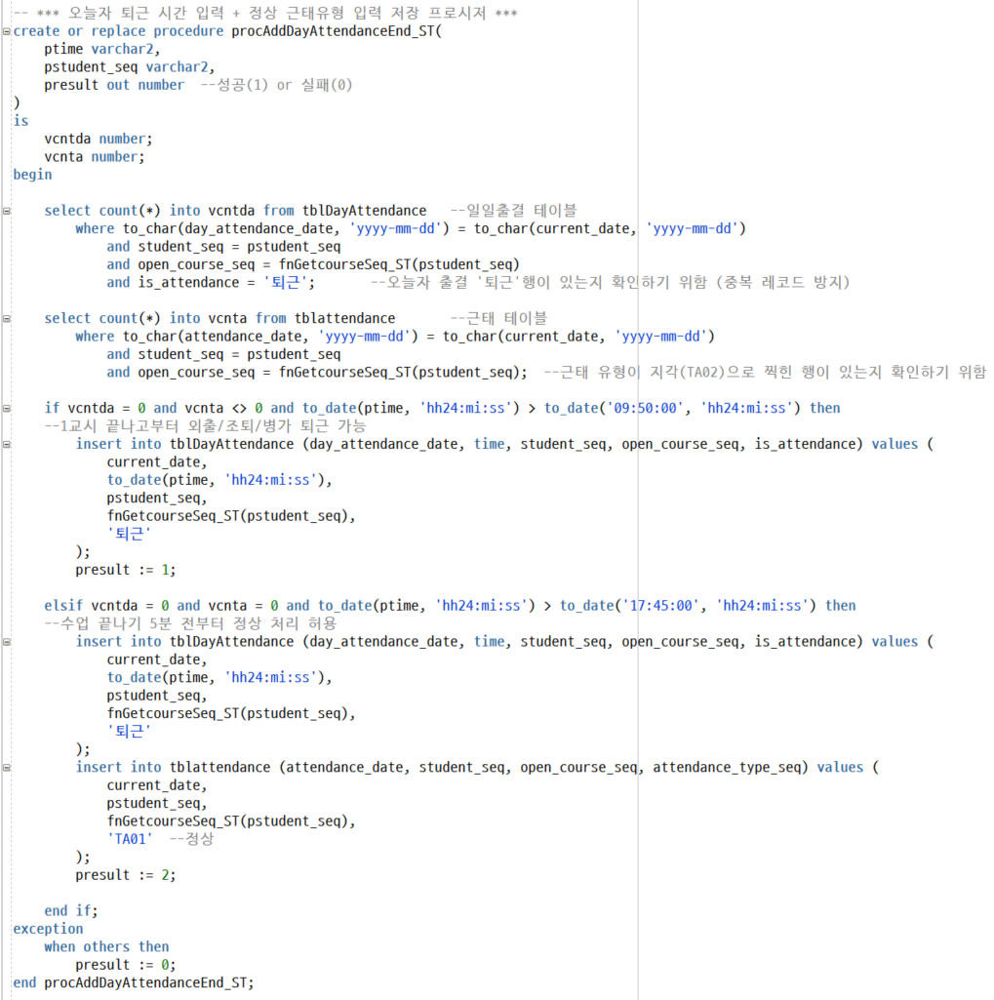 -- *** 오늘자 퇴근 시간 입력 + 정상 근태유형 입력 저장 프로시저 ***
create or replace procedure procAddDayAttendanceEnd_ST(
    ptime varchar2,
    pstudent_seq varchar2,
    presult out number  --성공(1) or 실패(0)
)
is
    vcntda number;
    vcnta number;
begin
    select count(*) into vcntda from tblDayAttendance   --일일출결 테이블
        where to_char(day_attendance_date, 'yyyy-mm-dd') = to_char(current_date, 'yyyy-mm-dd')
            and student_seq = pstudent_seq
            and open_course_seq = fnGetcourseSeq_ST(pstudent_seq)
            and is_attendance = '퇴근';       --오늘자 출결 '퇴근'행이 있는지 확인하기 위함 (중복 레코드 방지)
    select count(*) into vcnta from tblattendance       --근태 테이블
        where to_char(attendance_date, 'yyyy-mm-dd') = to_char(current_date, 'yyyy-mm-dd')
            and student_seq = pstudent_seq
            and open_course_seq = fnGetcourseSeq_ST(pstudent_seq);  --근태 유형이 지각(TA02)으로 찍힌 행이 있는지 확인하기 위함
    if vcntda = 0 and vcnta <> 0 and to_date(ptime, 'hh24:mi:ss') > to_date('09:50:00', 'hh24:mi:ss') then
    --1교시 끝나고부터 외출/조퇴/병가 퇴근 가능
        insert into tblDayAttendance (day_attendance_date, time, student_seq, open_course_seq, is_attendance) values (
            current_date,
            to_date(ptime, 'hh24:mi:ss'),
            pstudent_seq,
            fnGetcourseSeq_ST(pstudent_seq),
            '퇴근'
        );
        presult := 1;
    elsif vcntda = 0 and vcnta = 0 and to_date(ptime, 'hh24:mi:ss') > to_date('17:45:00', 'hh24:mi:ss') then
    --수업 끝나기 5분 전부터 정상 처리 허용
        insert into tblDayAttendance (day_attendance_date, time, student_seq, open_course_seq, is_attendance) values (
            current_date,
            to_date(ptime, 'hh24:mi:ss'),
            pstudent_seq,
            fnGetcourseSeq_ST(pstudent_seq),
            '퇴근'
        );
        insert into tblattendance (attendance_date, student_seq, open_course_seq, attendance_type_seq) values (
            current_date,
            pstudent_seq,
            fnGetcourseSeq_ST(pstudent_seq),
            'TA01'  --정상
        );
        presult := 2;
    end if;
exception
    when others then
        presult := 0;
end procAddDayAttendanceEnd_ST;